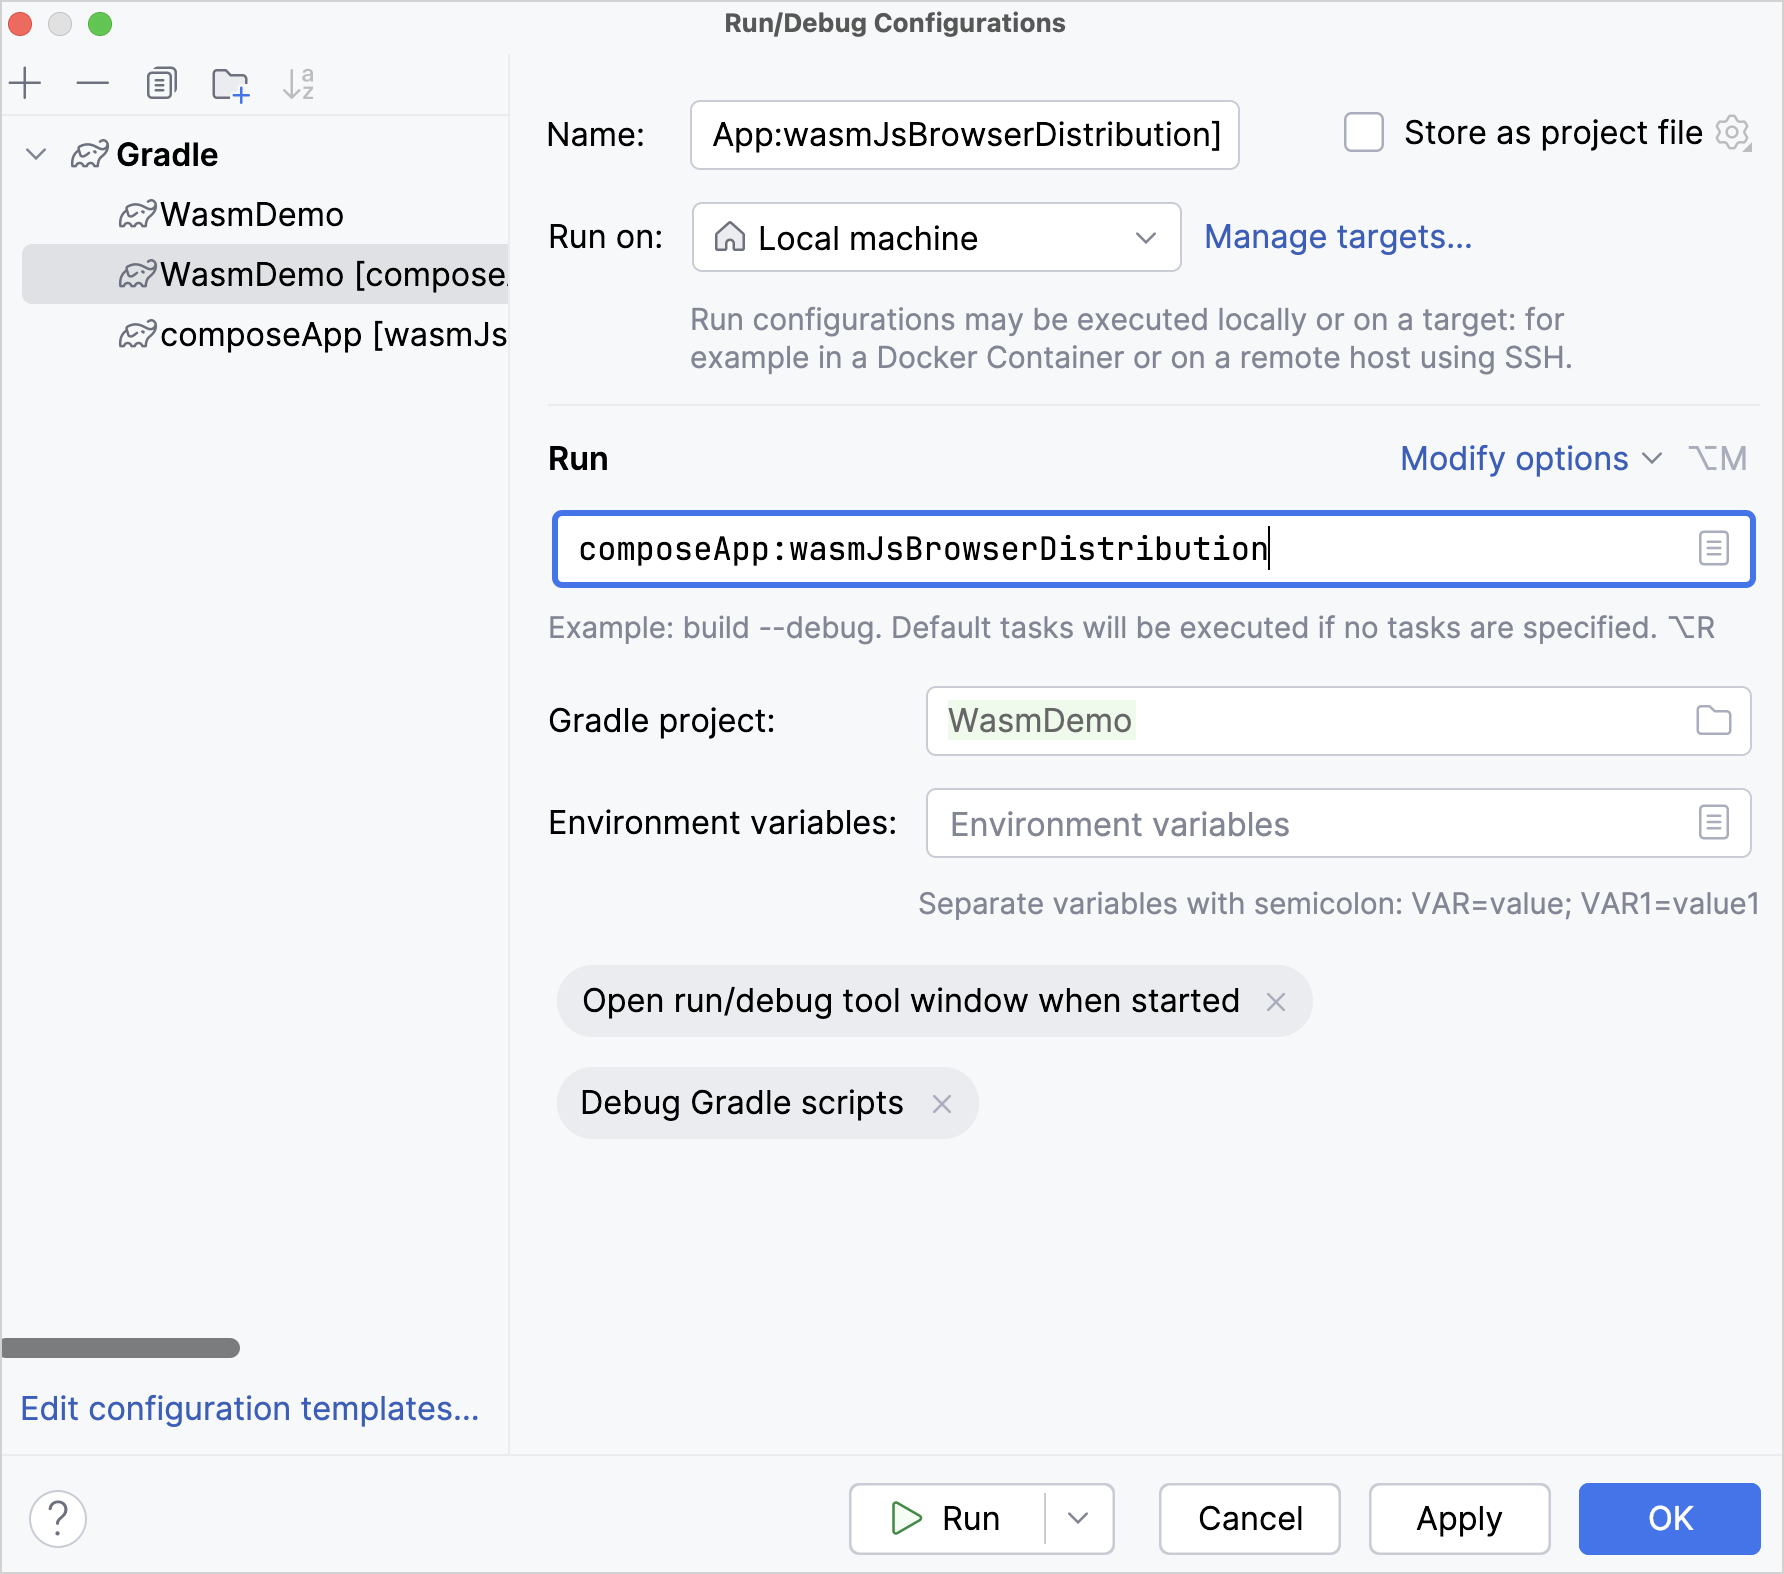 Run/Debug Configurations
Gradle
WasmDemo
WasmDemo [composeA
composeApp [wasmJs
Edit configuration templates...
Name: App:wasmJsBrowserDistribution]
Store as project file
Run on: Local machine
Manage targets...
Run configurations may be executed locally or on a target: for
example in a Docker Container or on a remote host using SSH.
Run
Modify options ⌥M
composeApp:wasmJsBrowserDistribution
Example: build --debug. Default tasks will be executed if no tasks are specified. ⌥R
Gradle project: WasmDemo
Environment variables: Environment variables
Separate variables with semicolon: VAR=value; VAR1=value1
Open run/debug tool window when started
Debug Gradle scripts
?
Run
Cancel
Apply
OK